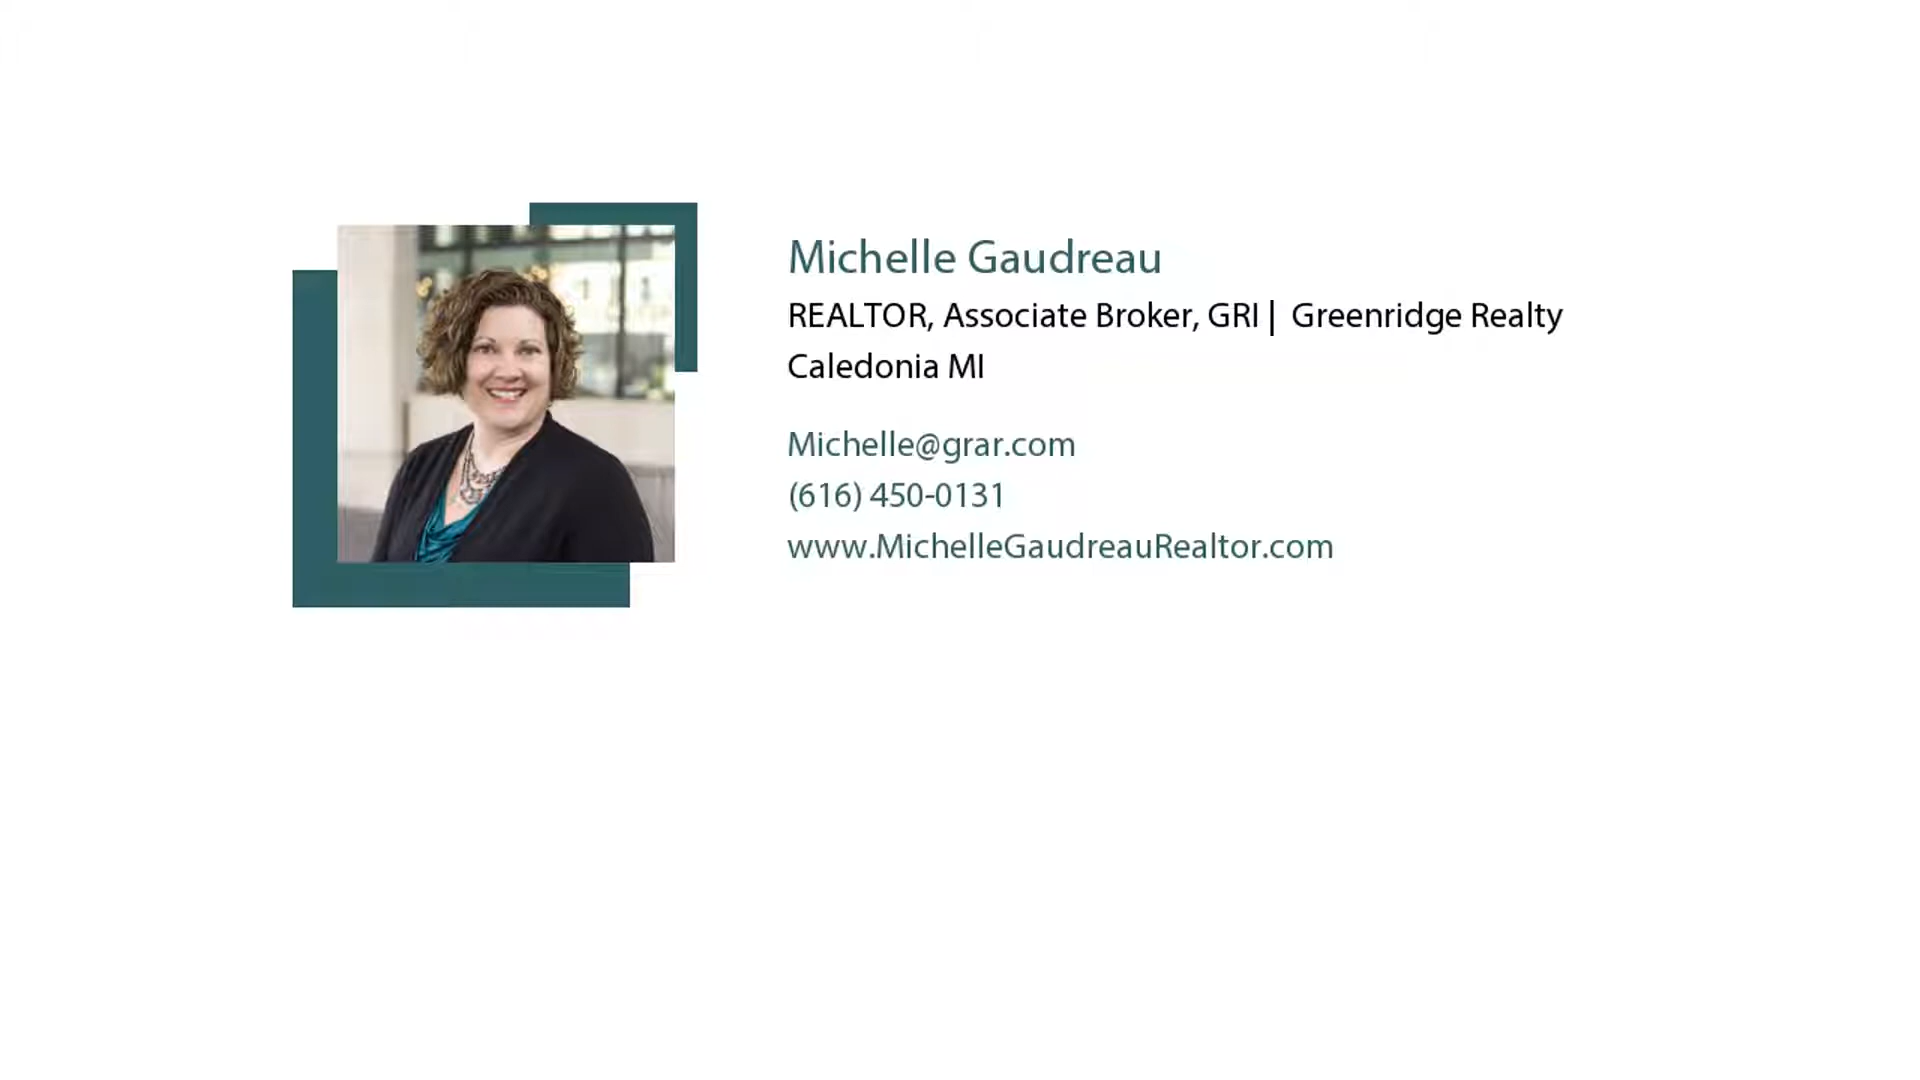 Michelle Gaudreau
REALTOR, Associate Broker, GRI | Greenridge Realty
Caledonia MI
Michelle@grar.com
(616) 450-0131
www.MichelleGaudreauRealtor.com